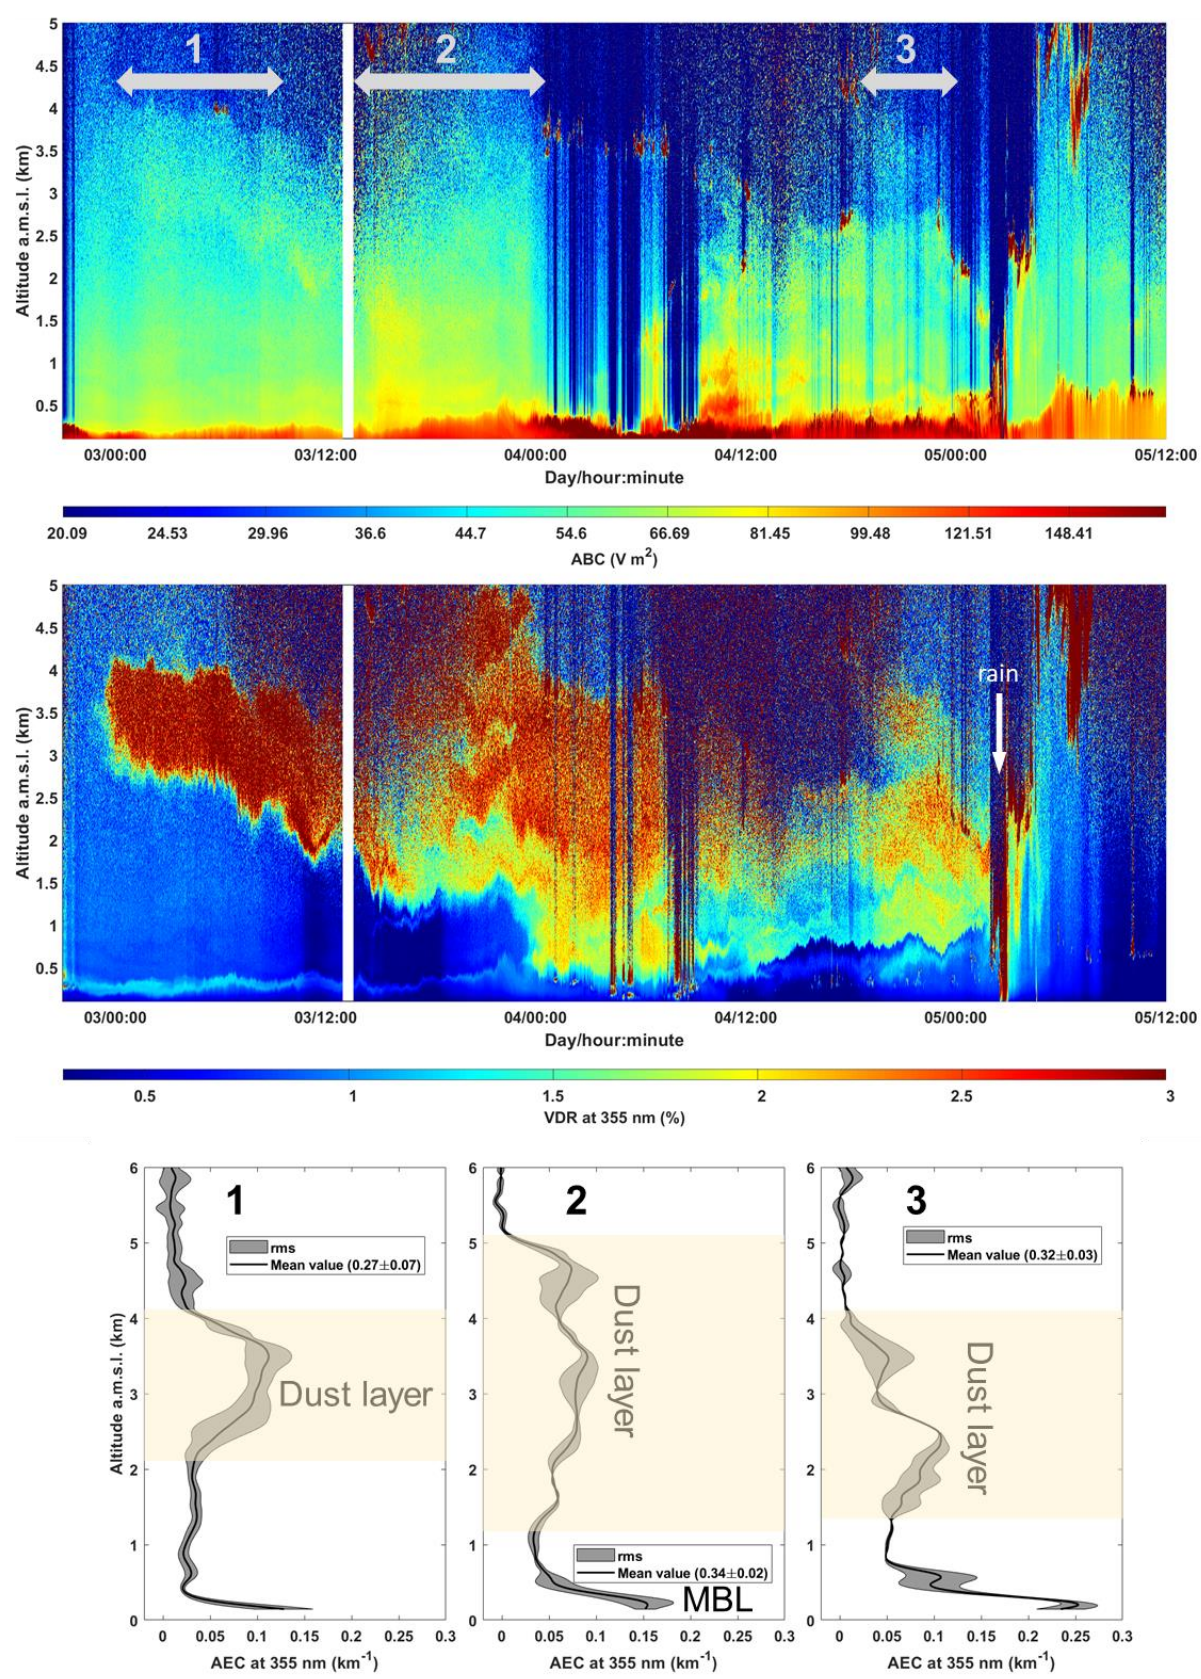 1
2
3
5
4.5
4
3.5
3
2.5
2
1.5
1
0.5
Altitude a.m.s.l. (km)
03/00:00 03/12:00 04/00:00 04/12:00 05/00:00 05/12:00
Day/hour:minute
20.09 24.53 29.96 36.6 44.7 54.6 66.69 81.45 99.48 121.51 148.41
ABC (V m2)
5
4.5
4
3.5
3
2.5
2
1.5
1
0.5
Altitude a.m.s.l. (km)
rain
03/00:00 03/12:00 04/00:00 04/12:00 05/00:00 05/12:00
Day/hour:minute
0.5 1 1.5 2 2.5 3
VDR at 355 nm (%)
6
5
4
3
2
1
0
Altitude a.m.s.l. (km)
1
rms
Mean value (0.27±0.07)
Dust layer
0 0.05 0.1 0.15 0.2 0.25 0.3
AEC at 355 nm (km-1)
6
5
4
3
2
1
0
2
Dust layer
rms
Mean value (0.34±0.02)
MBL
0 0.05 0.1 0.15 0.2 0.25 0.3
AEC at 355 nm (km-1)
6
5
4
3
2
1
0
3
rms
Mean value (0.32±0.03)
Dust layer
0 0.05 0.1 0.15 0.2 0.25 0.3
AEC at 355 nm (km-1)